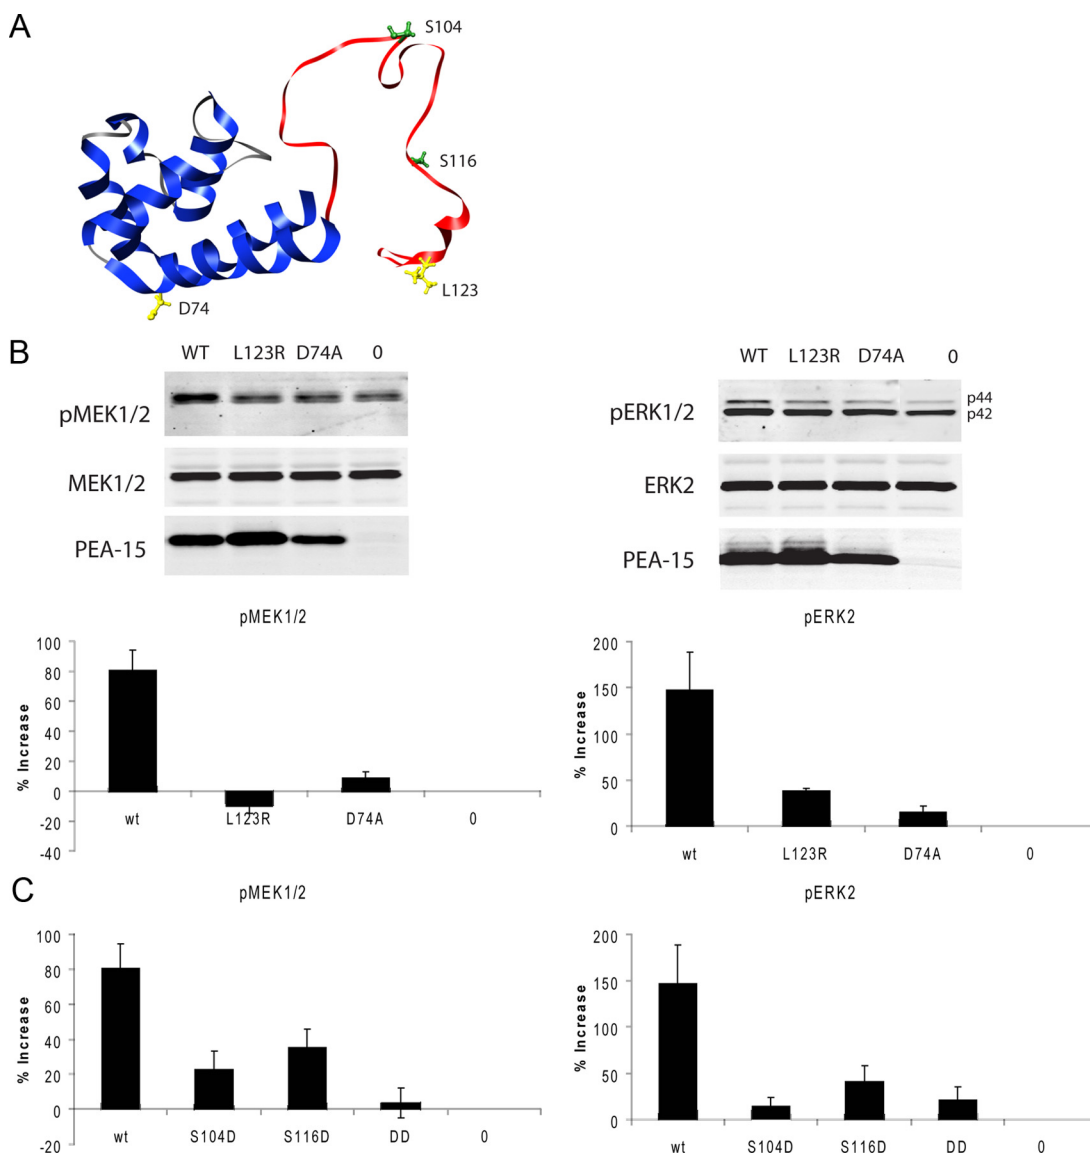 A
S104
S116
L123
D74
B
WT L123R D74A 0
pMEK1/2
MEK1/2
PEA-15
WT L123R D74A 0
pERK1/2
p44
p42
ERK2
PEA-15
pMEK1/2
% Increase
100
80
60
40
20
0
-20
-40
wt L123R D74A 0
pERK2
% Increase
200
150
100
50
0
wt L123R D74A 0
C
pMEK1/2
% Increase
100
80
60
40
20
0
-20
wt S104D S116D DD 0
pERK2
% Increase
200
150
100
50
0
wt S104D S116D DD 0